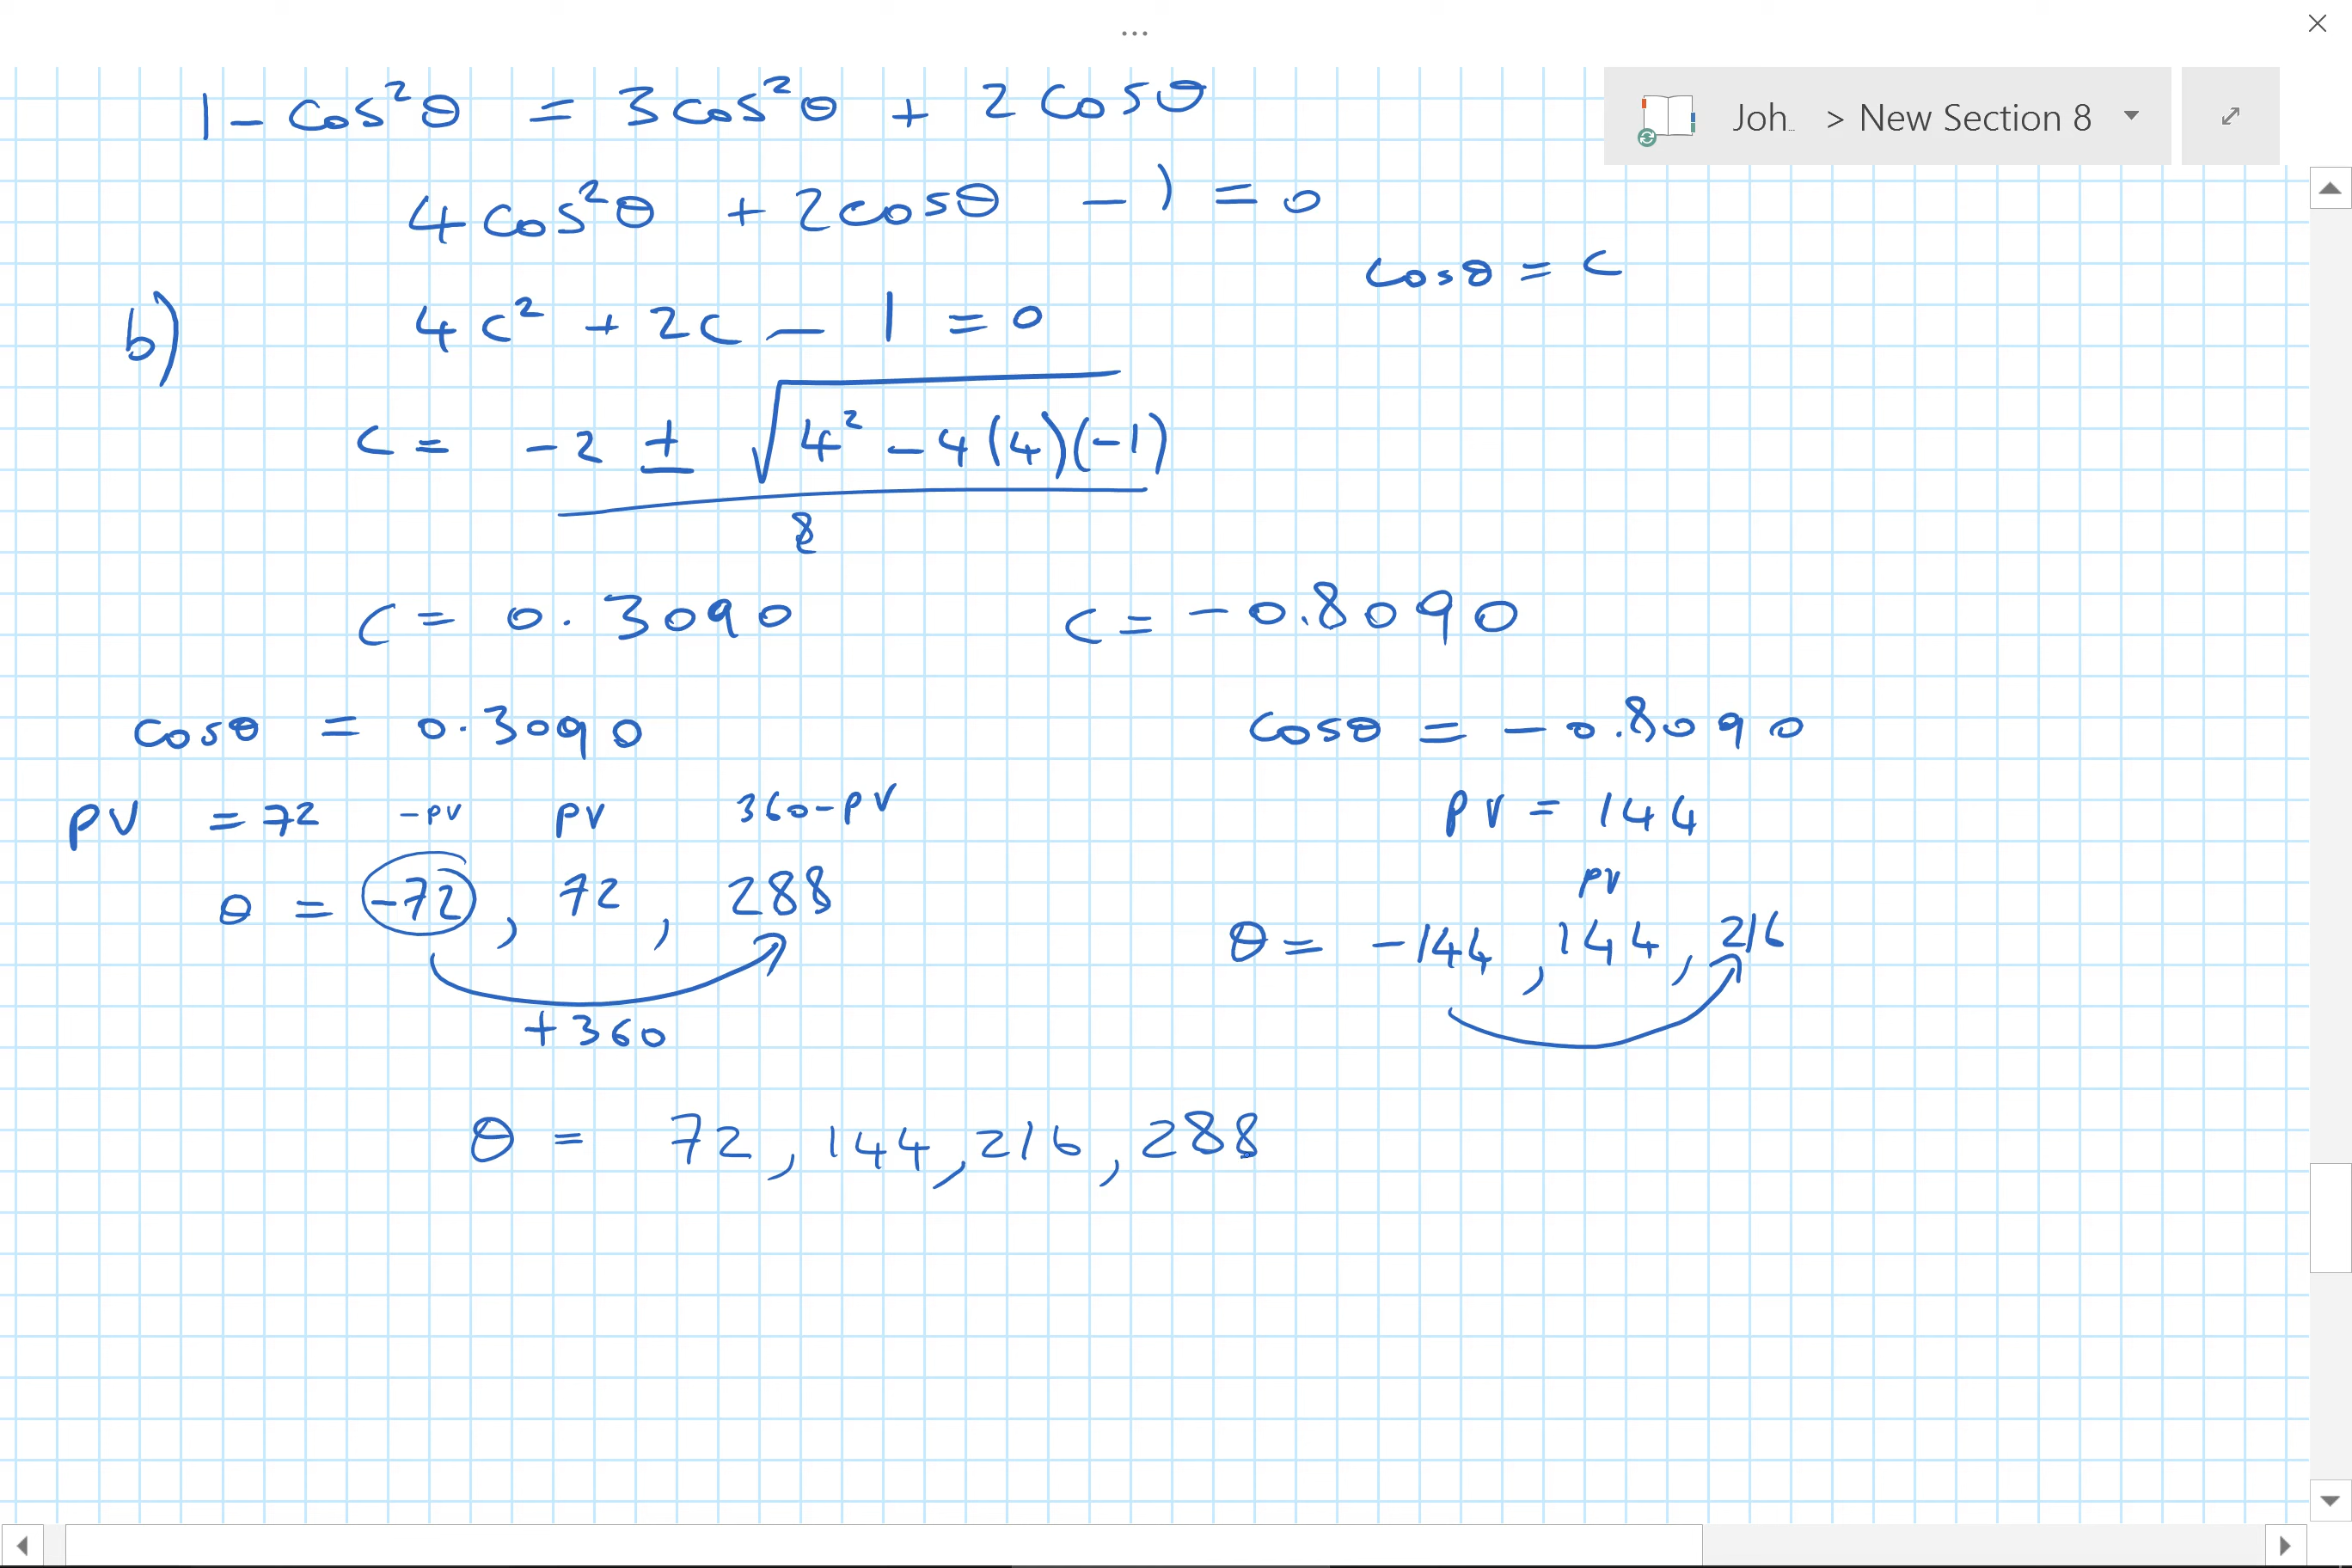 ...
Joh... > New Section 8
1 - cos²θ = 3cos²θ + 2cosθ
4cos²θ + 2cosθ - 1 = 0
cosθ = c
b) 4c² + 2c - 1 = 0
c = -2 ± √4² - 4(4)(-1)
8
c = 0.3090 c = -0.8090
cosθ = 0.3090 cosθ = -0.8090
PV = 72 -PV PV 360-PV PV = 144
PV
θ = -72, 72, 288 θ = -144, 144, 216
+360
θ = 72, 144, 216, 288